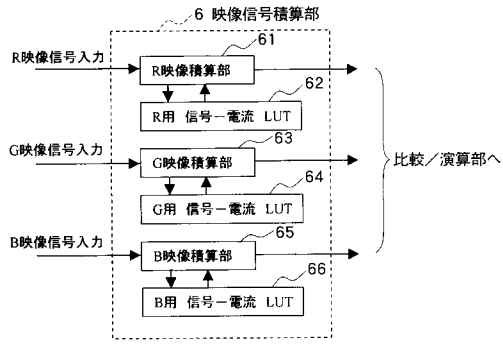 6 映像信号積算部
61
R映像信号入力
R映像積算部
62
R用 信号ー電流 LUT
63
G映像信号入力
G映像積算部
比較／演算部へ
64
G用 信号ー電流 LUT
65
B映像信号入力
B映像積算部
66
B用 信号ー電流 LUT